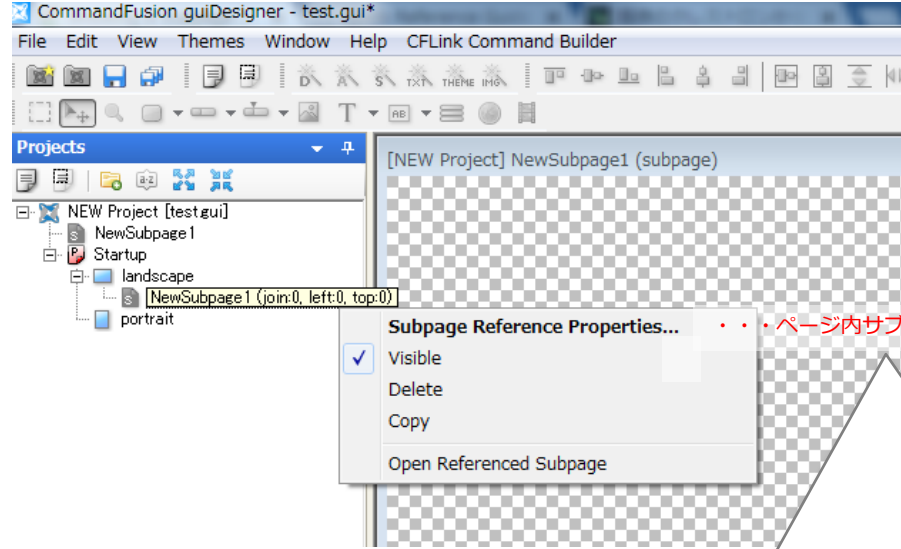 CommandFusion guiDesigner - test.gui*
File Edit View Themes Window Help CFLink Command Builder
TXT THEME IMG
T AB
Projects
[NEW Project] NewSubpage1 (subpage)
a-z
NEW Project [test.gui]
S NewSubpage1
P Startup
landscape
S NewSubpage1 (join:0, left:0, top:0)
portrait
Subpage Reference Properties... ・・・ページ内サブ
Visible
Delete
Copy
Open Referenced Subpage